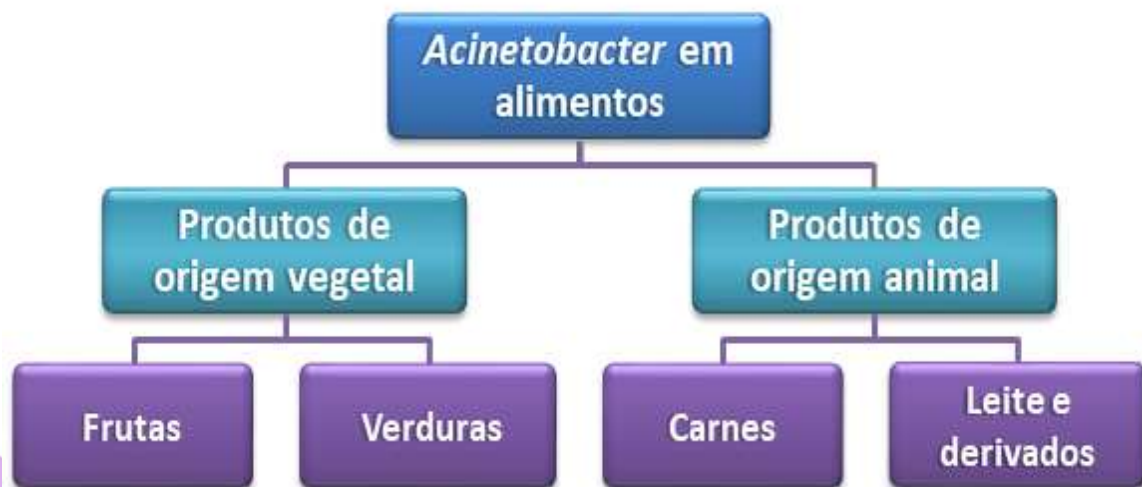 Acinetobacter em
alimentos
Produtos de
origem vegetal
Produtos de
origem animal
Frutas
Verduras
Carnes
Leite e
derivados